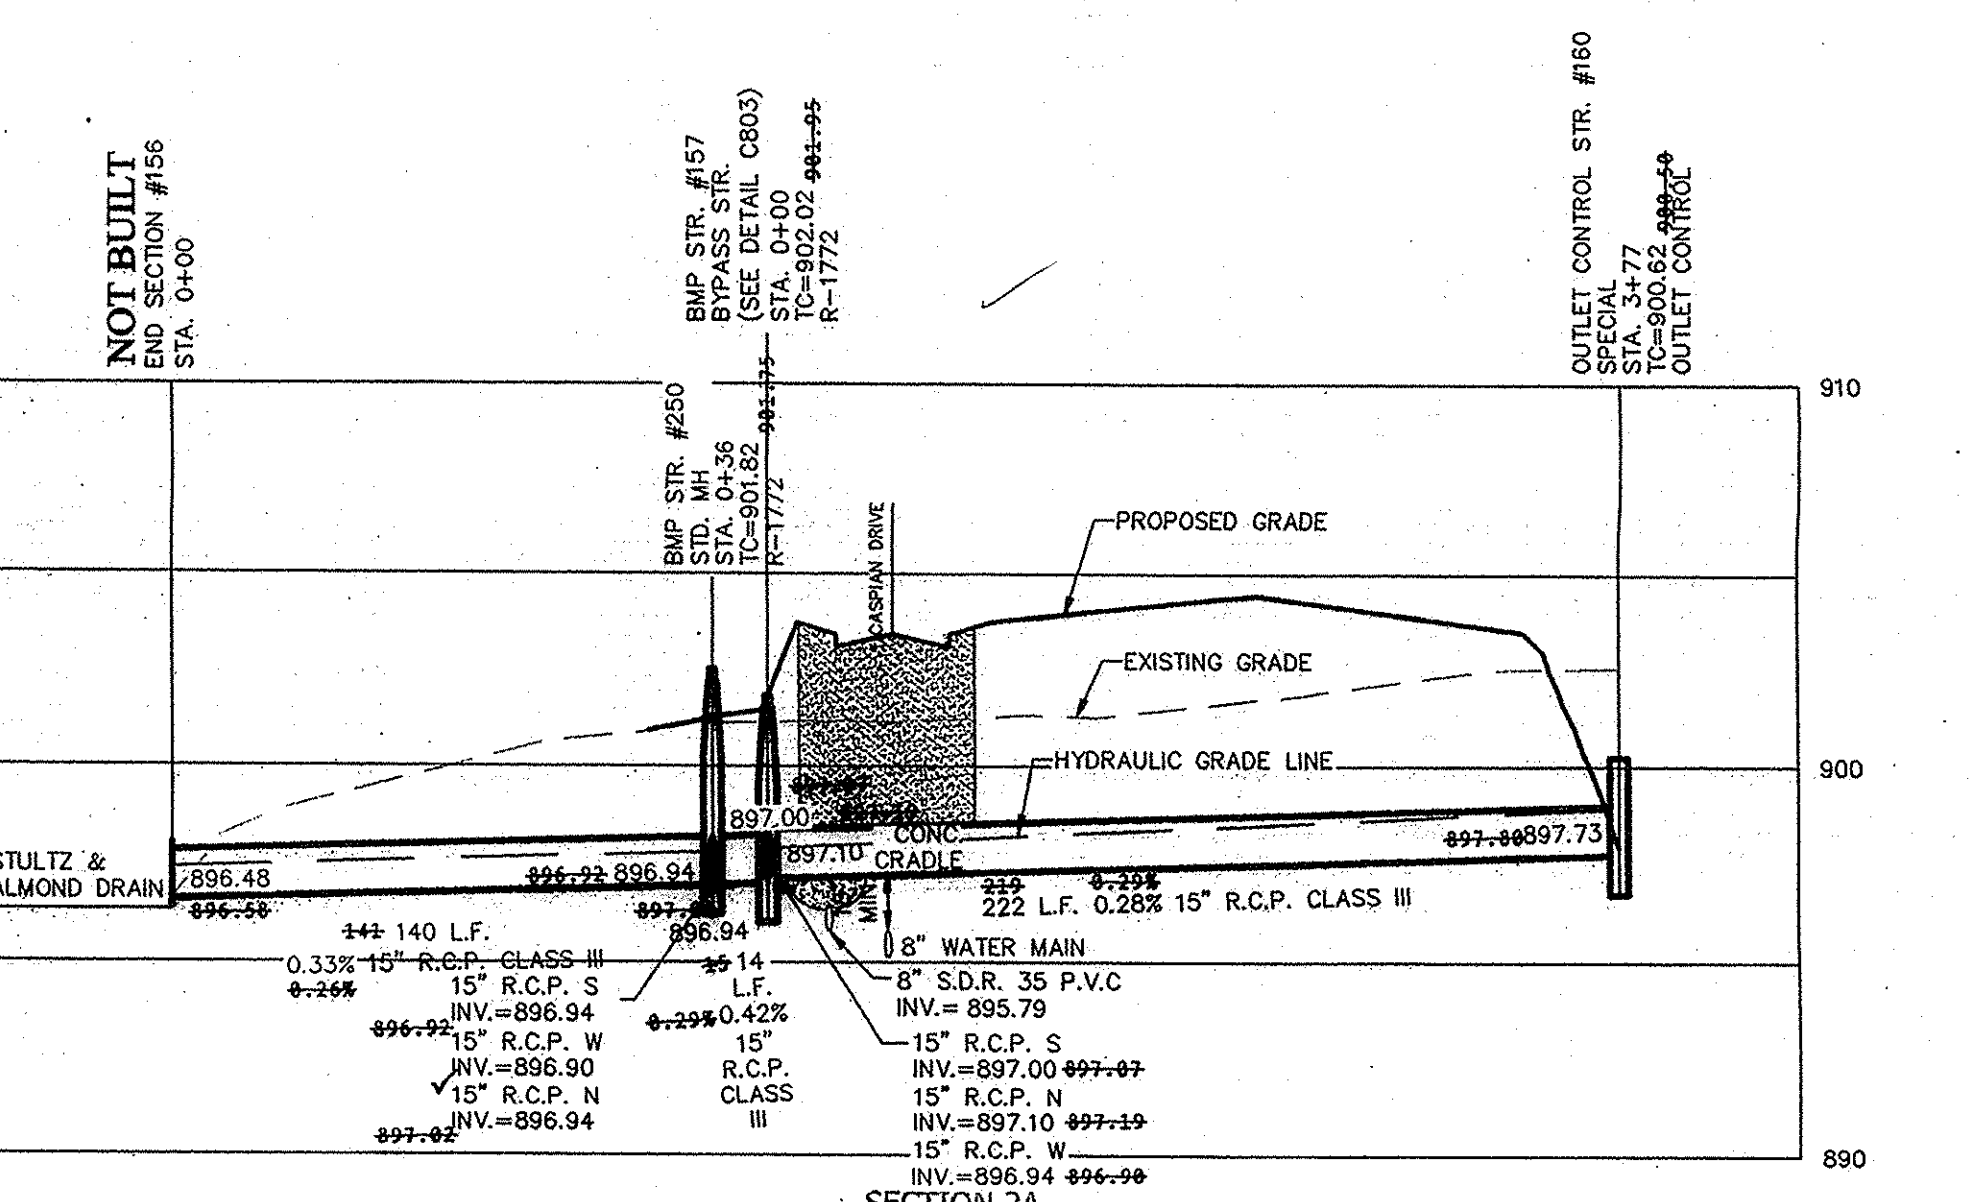 NOT BUILT
END SECTION #156
STA. 0+00
BMP STR. #157
BYPASS STR.
(SEE DETAIL C803)
STA. 0+00
TC=902.02 901.95
R-1772
OUTLET CONTROL STR. #160
SPECIAL
STA. 3+77
TC=900.62
OUTLET CONTROL
BMP STR. #250
STD. MH
STA. 0+36
TC=901.82 901.75
R-1772
CASPIAN DRIVE
910
PROPOSED GRADE
EXISTING GRADE
HYDRAULIC GRADE LINE
900
897.00
897.10
CONC.
CRADLE
MIN
897.80 897.73
STULTZ &
ALMOND DRAIN
896.48
896.58
896.92 896.94
896.94
219 0.29%
222 L.F. 0.28% 15" R.C.P. CLASS III
141 140 L.F.
0.33% 15" R.C.P. CLASS III
0.26%
15" R.C.P. S
INV.=896.94
896.92
15" R.C.P. W
INV.=896.90
15" R.C.P. N
INV.=896.94
897.02
15 14
L.F.
0.29% 0.42%
15"
R.C.P.
CLASS
III
8" WATER MAIN
8" S.D.R. 35 P.V.C
INV.= 895.79
15" R.C.P. S
INV.=897.00 897.07
15" R.C.P. N
INV.=897.10 897.19
15" R.C.P. W
INV.=896.94 896.90
890
SECTION 2A